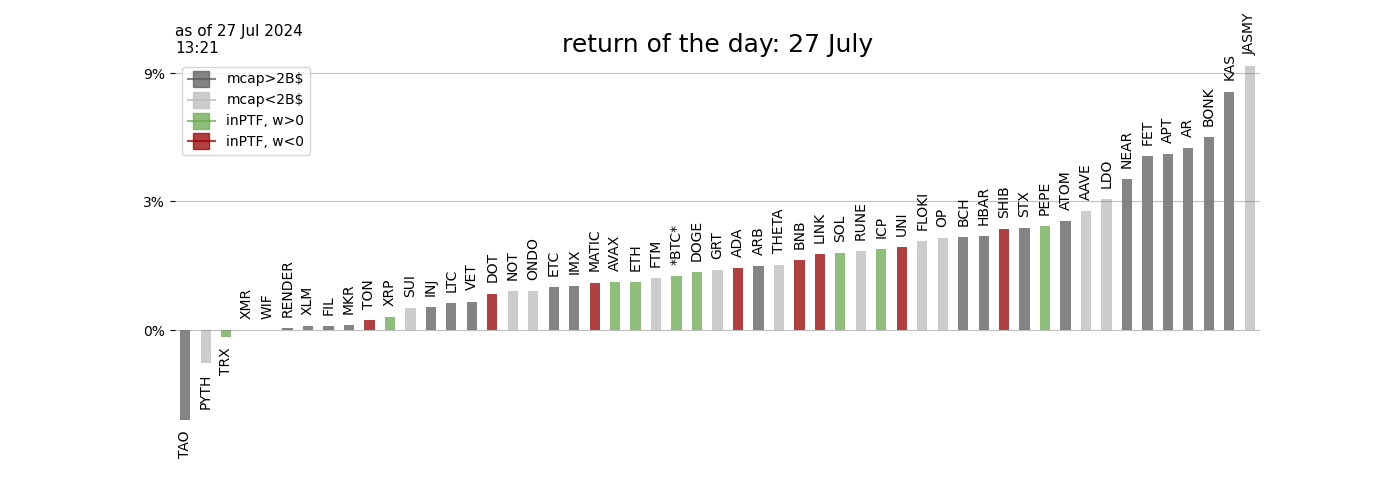 as of 27 Jul 2024
13:21
return of the day: 27 July
mcap>2B$
mcap<2B$
inPTF, w>0
inPTF, w<0
9%
3%
0%
TAO
PYTH
TRX
XMR
WIF
RENDER
XLM
FIL
MKR
TON
XRP
SUI
INJ
LTC
VET
DOT
NOT
ONDO
ETC
IMX
MATIC
AVAX
ETH
FTM
*BTC*
DOGE
GRT
ADA
ARB
THETA
BNB
LINK
SOL
RUNE
ICP
UNI
FLOKI
OP
BCH
HBAR
SHIB
STX
PEPE
ATOM
AAVE
LDO
NEAR
FET
APT
AR
BONK
KAS
JASMY